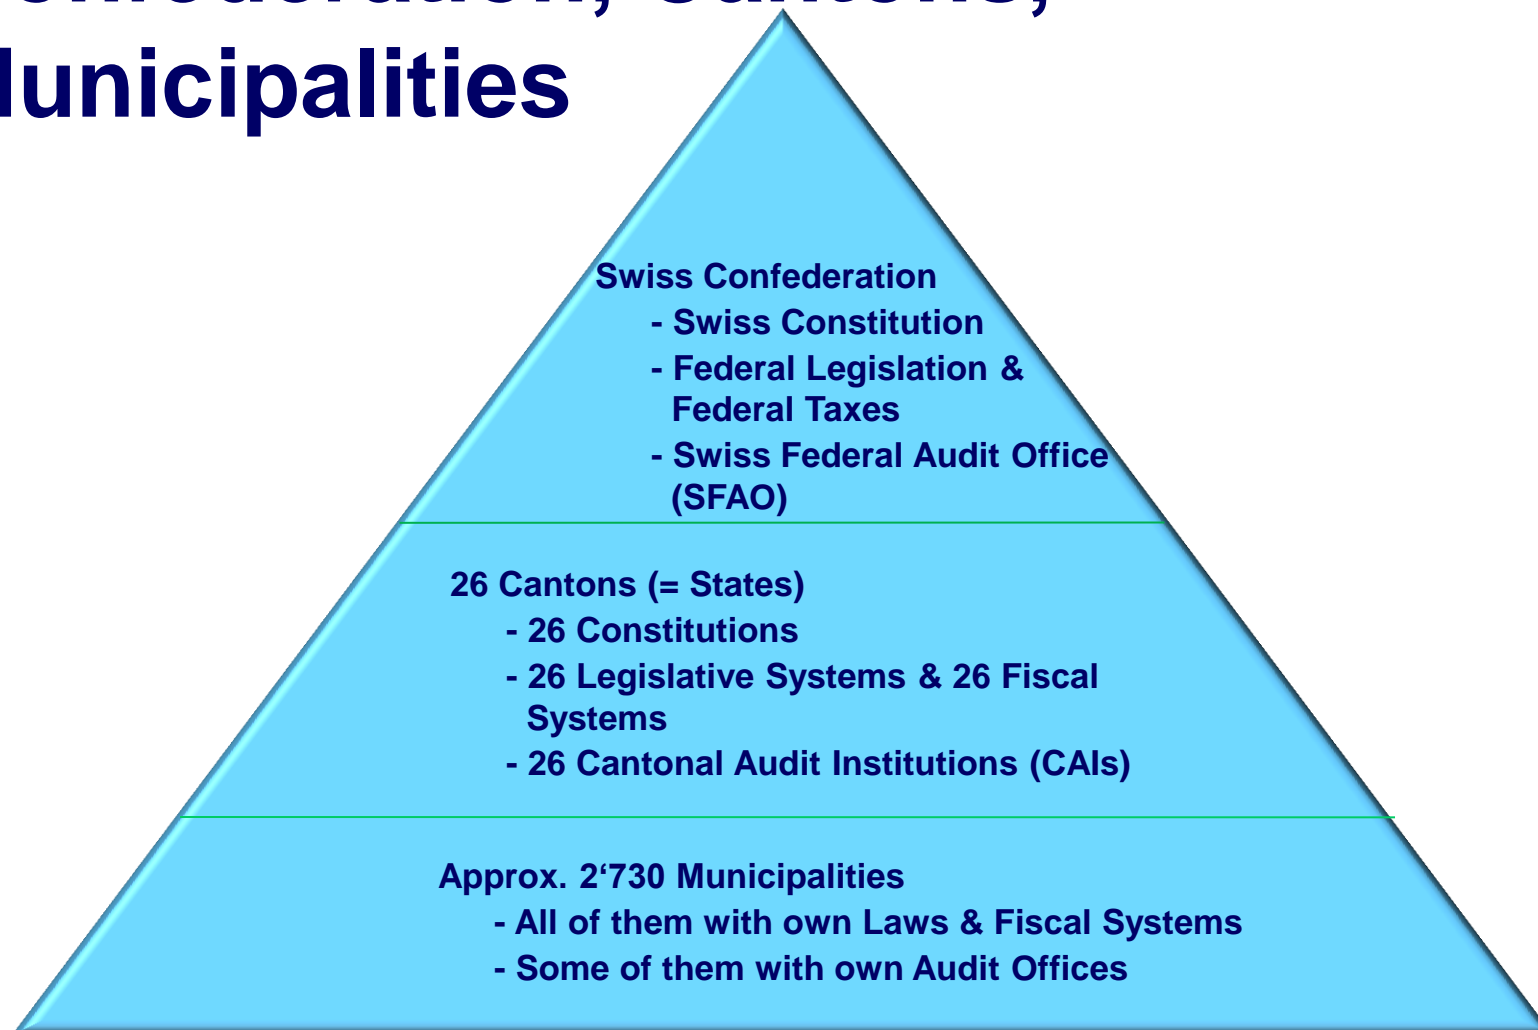 Municipalities
Swiss Confederation
- Swiss Constitution
- Federal Legislation &
Federal Taxes
- Swiss Federal Audit Office
(SFAO)
26 Cantons (= States)
- 26 Constitutions
- 26 Legislative Systems & 26 Fiscal
Systems
- 26 Cantonal Audit Institutions (CAIs)
Approx. 2‘730 Municipalities
- All of them with own Laws & Fiscal Systems
- Some of them with own Audit Offices